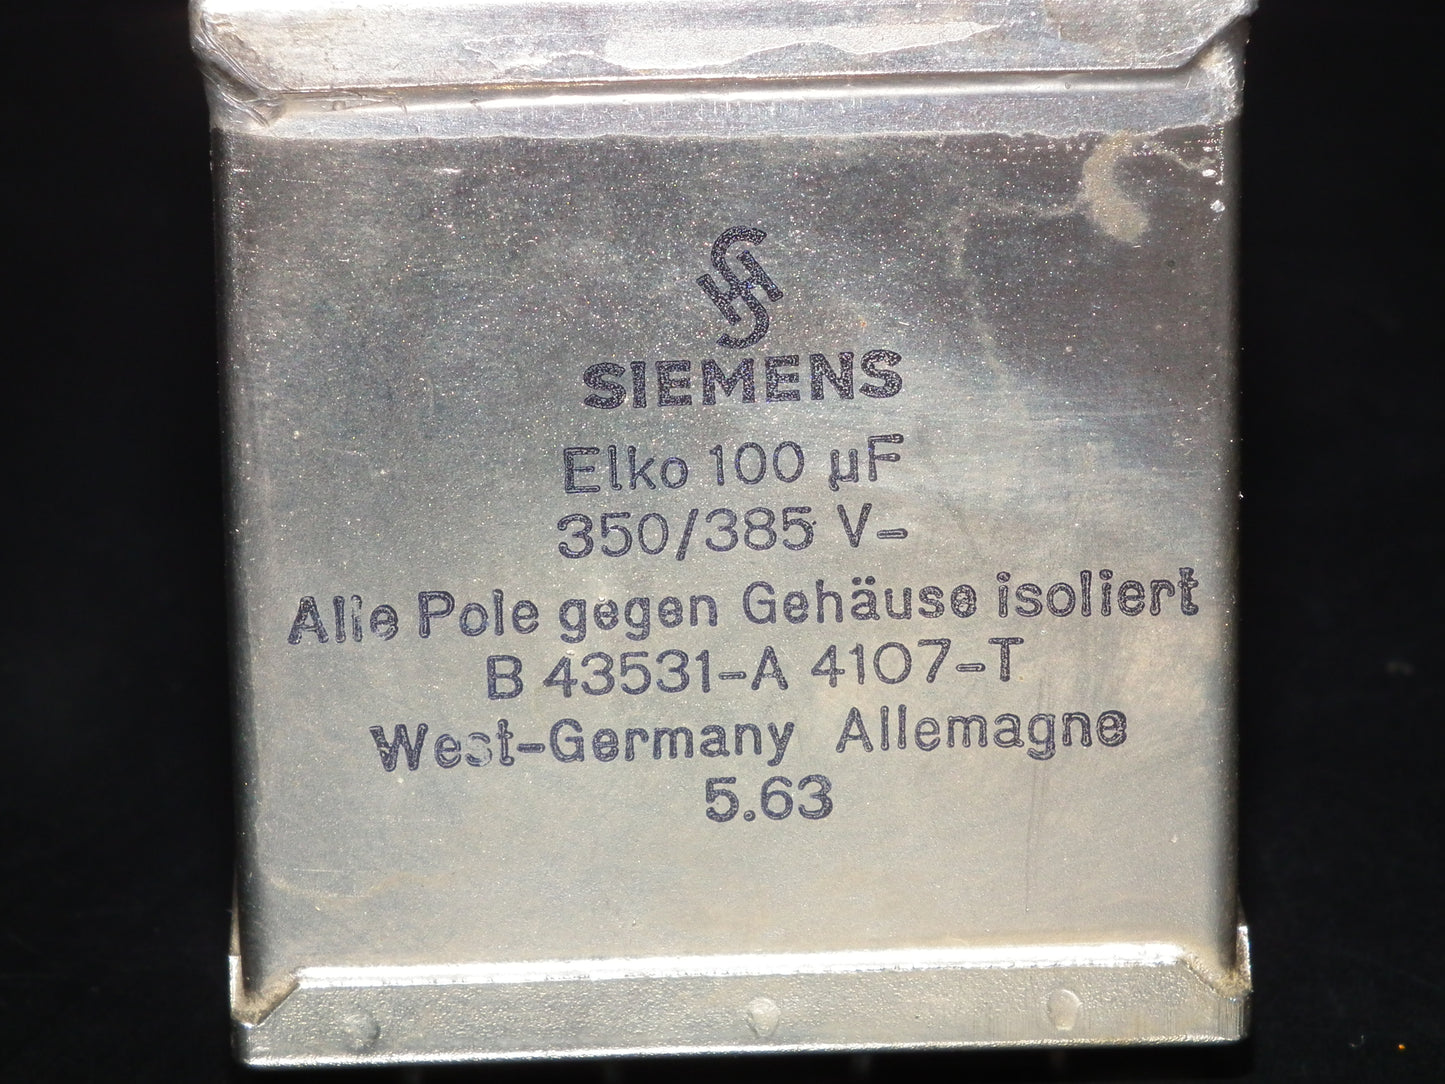 SIEMENS
Elko 100 µF
350/385 V-
Alle Pole gegen Gehäuse isoliert
B 43531-A 4107-T
West-Germany Allemagne
5.63